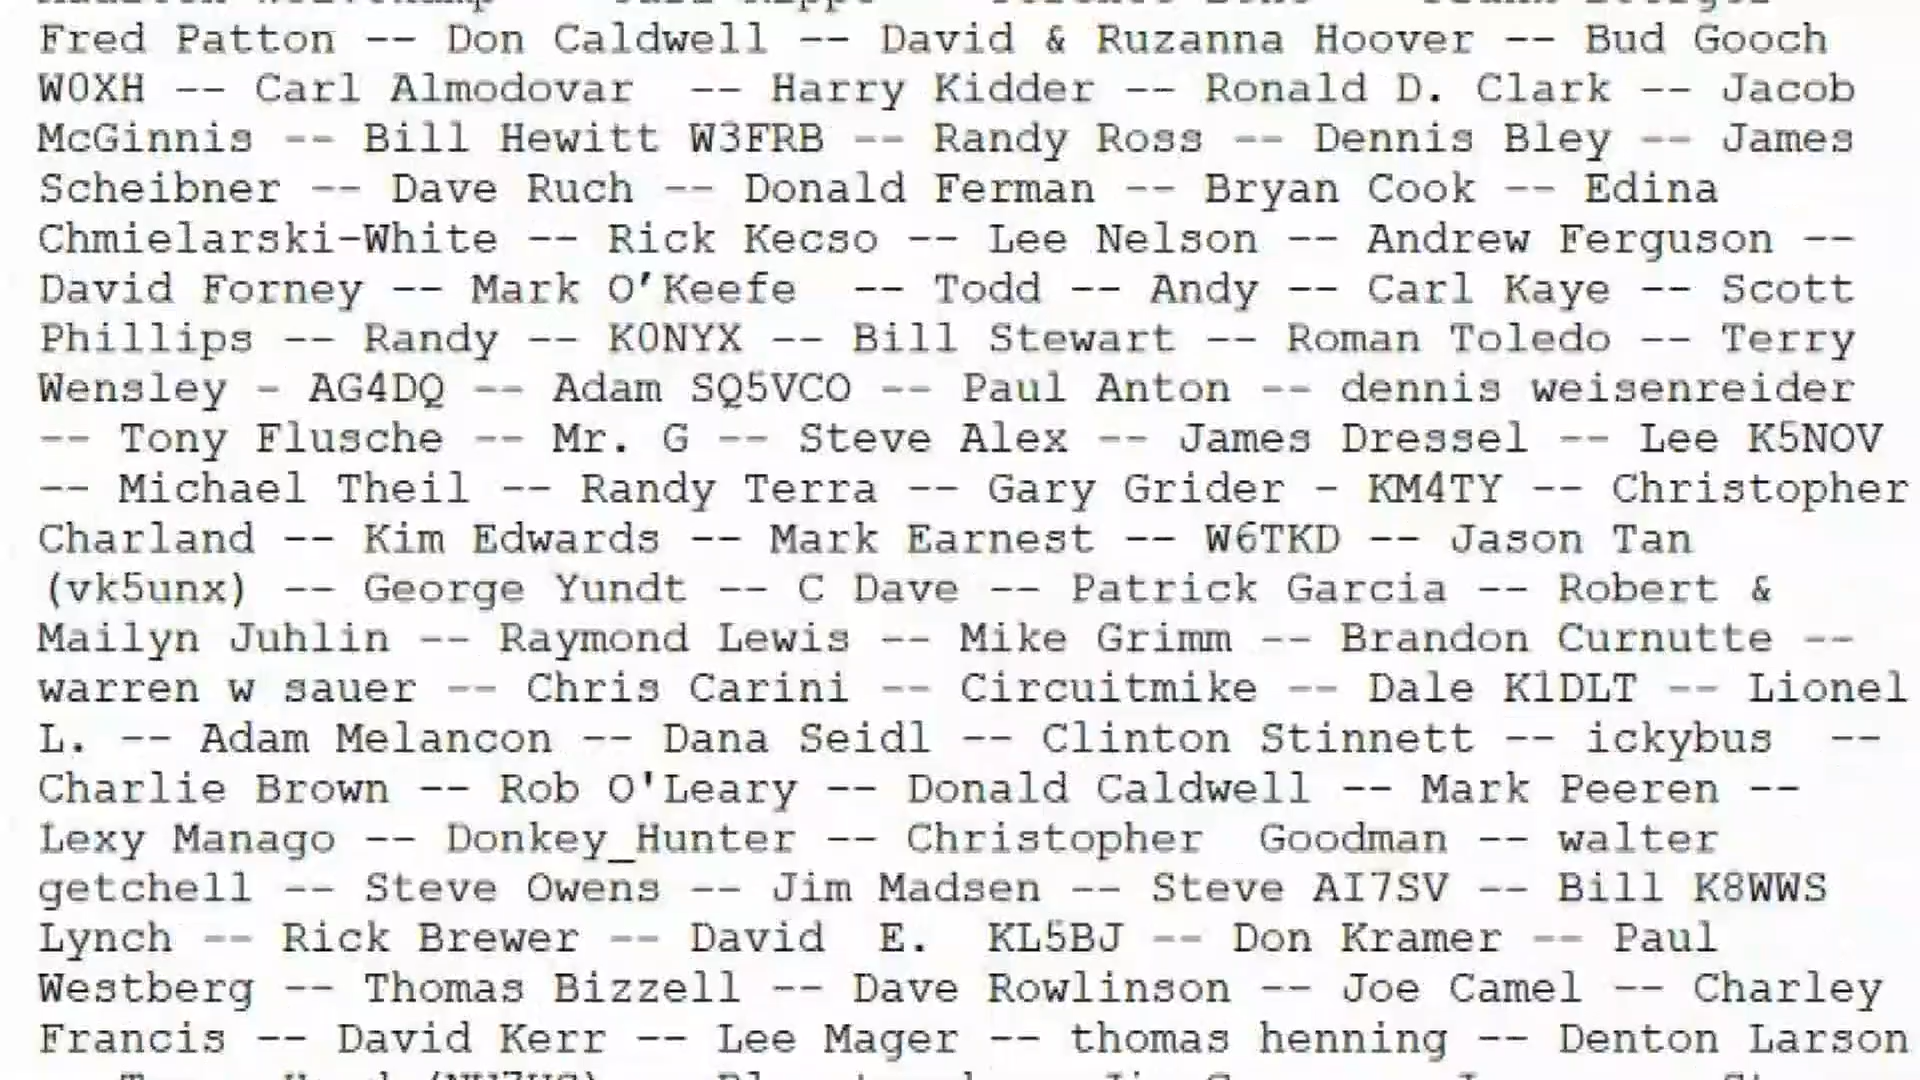 Fred Patton -- Don Caldwell -- David & Ruzanna Hoover -- Bud Gooch
W0XH -- Carl Almodovar  -- Harry Kidder -- Ronald D. Clark -- Jacob
McGinnis -- Bill Hewitt W3FRB -- Randy Ross -- Dennis Bley -- James
Scheibner -- Dave Ruch -- Donald Ferman -- Bryan Cook -- Edina
Chmielarski-White -- Rick Kecso -- Lee Nelson -- Andrew Ferguson --
David Forney -- Mark O’Keefe  -- Todd -- Andy -- Carl Kaye -- Scott
Phillips -- Randy -- K0NYX -- Bill Stewart -- Roman Toledo -- Terry
Wensley - AG4DQ -- Adam SQ5VCO -- Paul Anton -- dennis weisenreider
-- Tony Flusche -- Mr. G -- Steve Alex -- James Dressel -- Lee K5NOV
-- Michael Theil -- Randy Terra -- Gary Grider - KM4TY -- Christopher
Charland -- Kim Edwards -- Mark Earnest -- W6TKD -- Jason Tan
(vk5unx) -- George Yundt -- C Dave -- Patrick Garcia -- Robert &
Mailyn Juhlin -- Raymond Lewis -- Mike Grimm -- Brandon Curnutte --
warren w sauer -- Chris Carini -- Circuitmike -- Dale K1DLT -- Lionel
L. -- Adam Melancon -- Dana Seidl -- Clinton Stinnett -- ickybus  --
Charlie Brown -- Rob O'Leary -- Donald Caldwell -- Mark Peeren --
Lexy Manago -- Donkey_Hunter -- Christopher  Goodman -- walter
getchell -- Steve Owens -- Jim Madsen -- Steve AI7SV -- Bill K8WWS
Lynch -- Rick Brewer -- David  E.  KL5BJ -- Don Kramer -- Paul
Westberg -- Thomas Bizzell -- Dave Rowlinson -- Joe Camel -- Charley
Francis -- David Kerr -- Lee Mager -- thomas henning -- Denton Larson